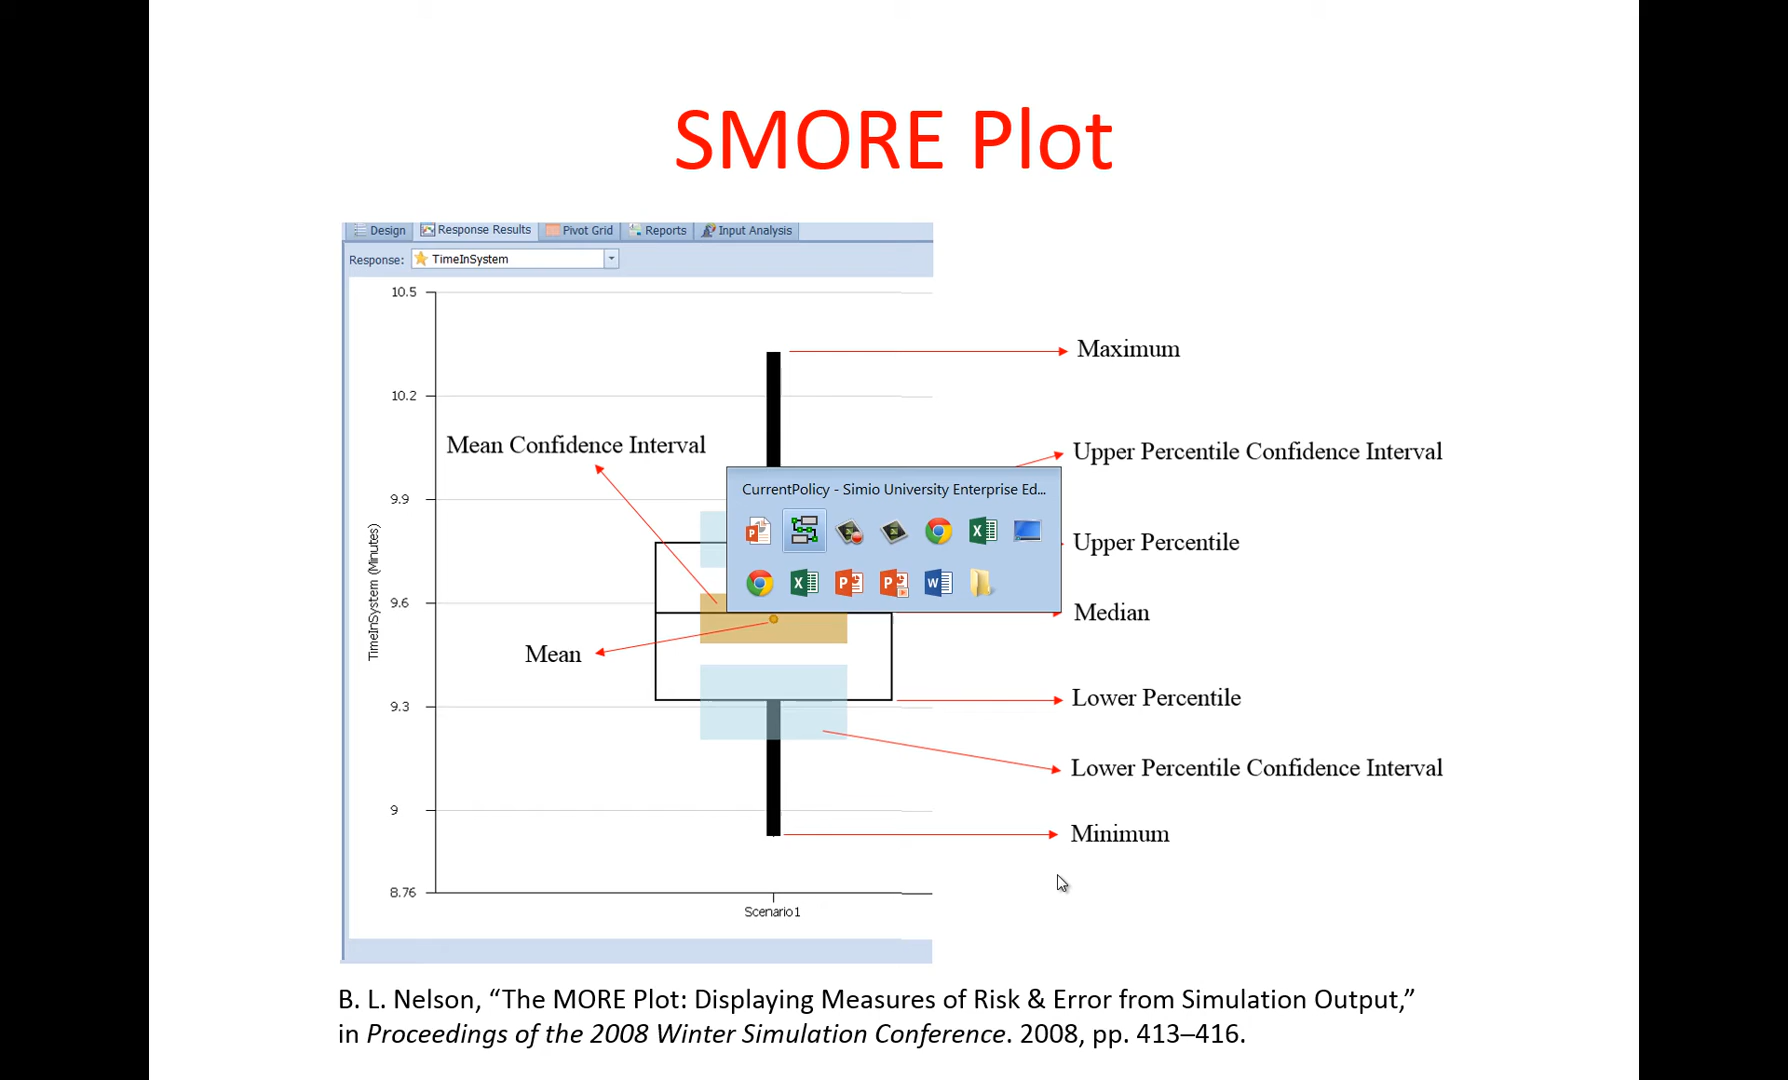 SMORE Plot
Design Response Results Pivot Grid Reports Input Analysis
Response: TimeInSystem
10.5
10.2
9.9
9.6
9.3
9
8.76
TimeInSystem (Minutes)
Scenario1
Maximum
Mean Confidence Interval
Upper Percentile Confidence Interval
CurrentPolicy - Simio University Enterprise Ed...
Upper Percentile
Median
Mean
Lower Percentile
Lower Percentile Confidence Interval
Minimum
B. L. Nelson, “The MORE Plot: Displaying Measures of Risk & Error from Simulation Output,”
in Proceedings of the 2008 Winter Simulation Conference. 2008, pp. 413–416.